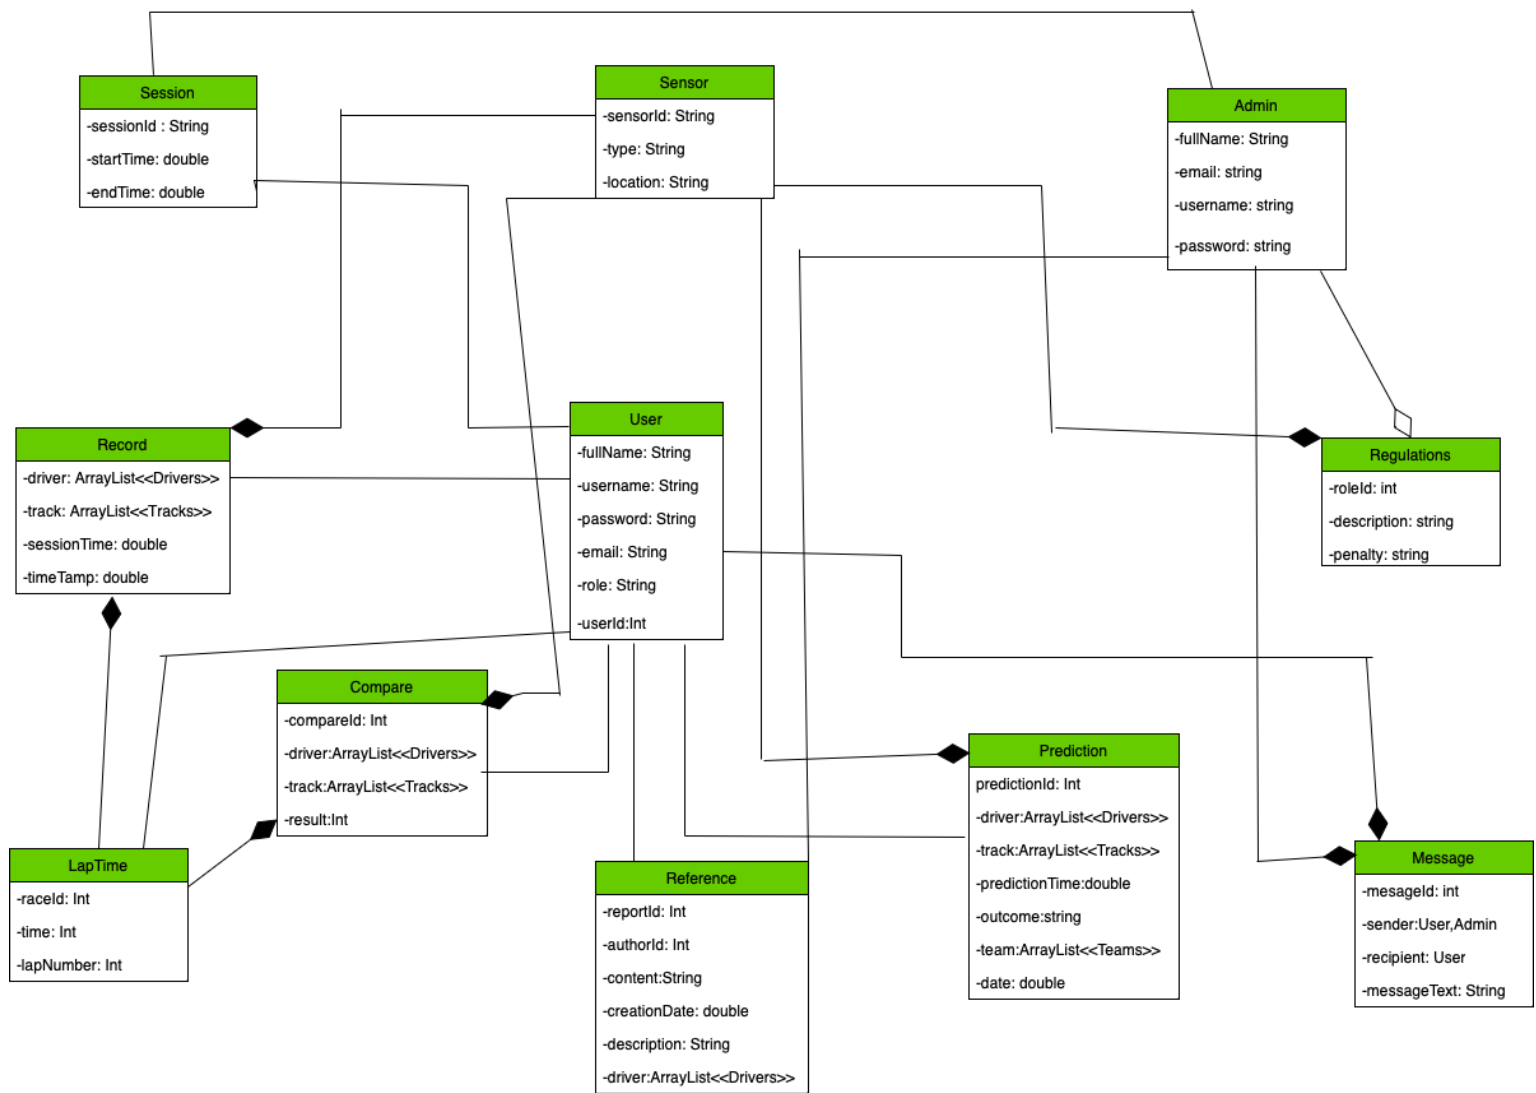 Session
-sessionId : String
-startTime: double
-endTime: double
Sensor
-sensorId: String
-type: String
-location: String
Admin
-fullName: String
-email: string
-username: string
-password: string
Record
-driver: ArrayList<<Drivers>>
-track: ArrayList<<Tracks>>
-sessionTime: double
-timeTamp: double
User
-fullName: String
-username: String
-password: String
-email: String
-role: String
-userId:Int
Regulations
-roleId: int
-description: string
-penalty: string
Compare
-compareId: Int
-driver:ArrayList<<Drivers>>
-track:ArrayList<<Tracks>>
-result:Int
Prediction
predictionId: Int
-driver:ArrayList<<Drivers>>
-track:ArrayList<<Tracks>>
-predictionTime:double
-outcome:string
-team:ArrayList<<Teams>>
-date: double
LapTime
-raceId: Int
-time: Int
-lapNumber: Int
Reference
-reportId: Int
-authorId: Int
-content:String
-creationDate: double
-description: String
-driver:ArrayList<<Drivers>>
Message
-mesageId: int
-sender:User,Admin
-recipient: User
-messageText: String